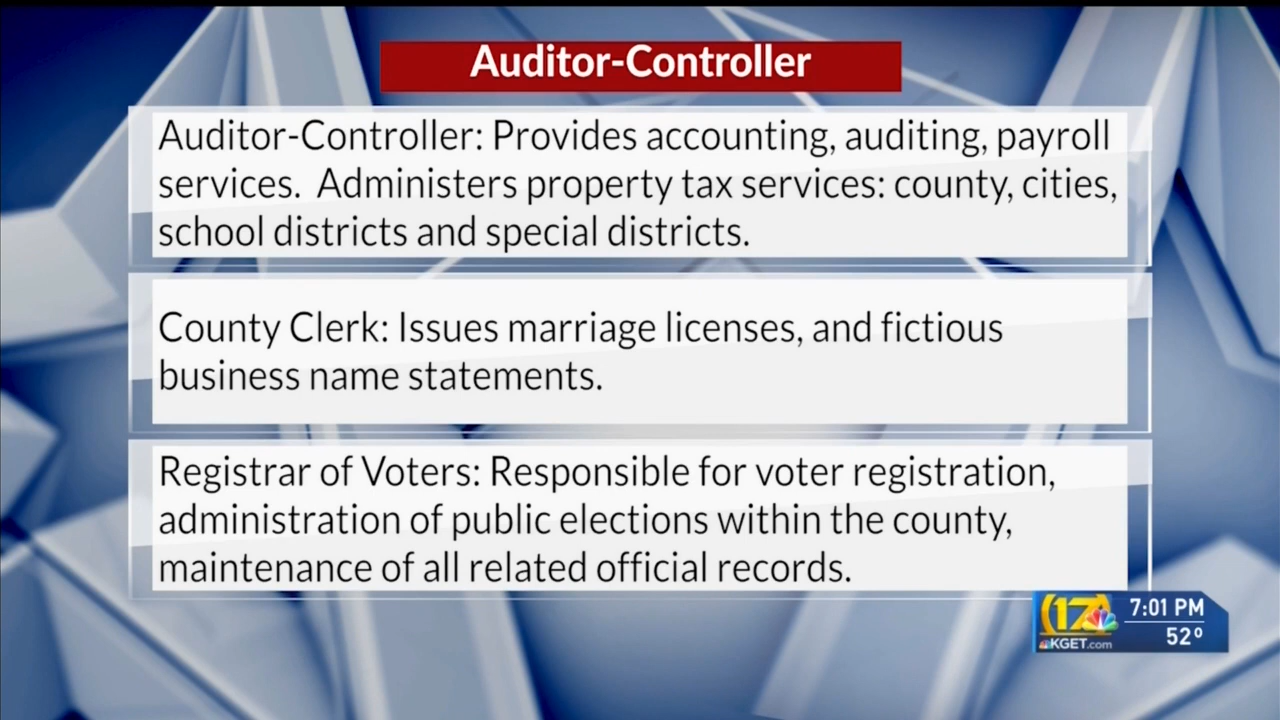 Auditor-Controller
Auditor-Controller: Provides accounting, auditing, payroll
services.  Administers property tax services: county, cities,
school districts and special districts.
County Clerk: Issues marriage licenses, and fictious
business name statements.
Registrar of Voters: Responsible for voter registration,
administration of public elections within the county,
maintenance of all related official records.
17
KGET.com
7:01 PM
52º